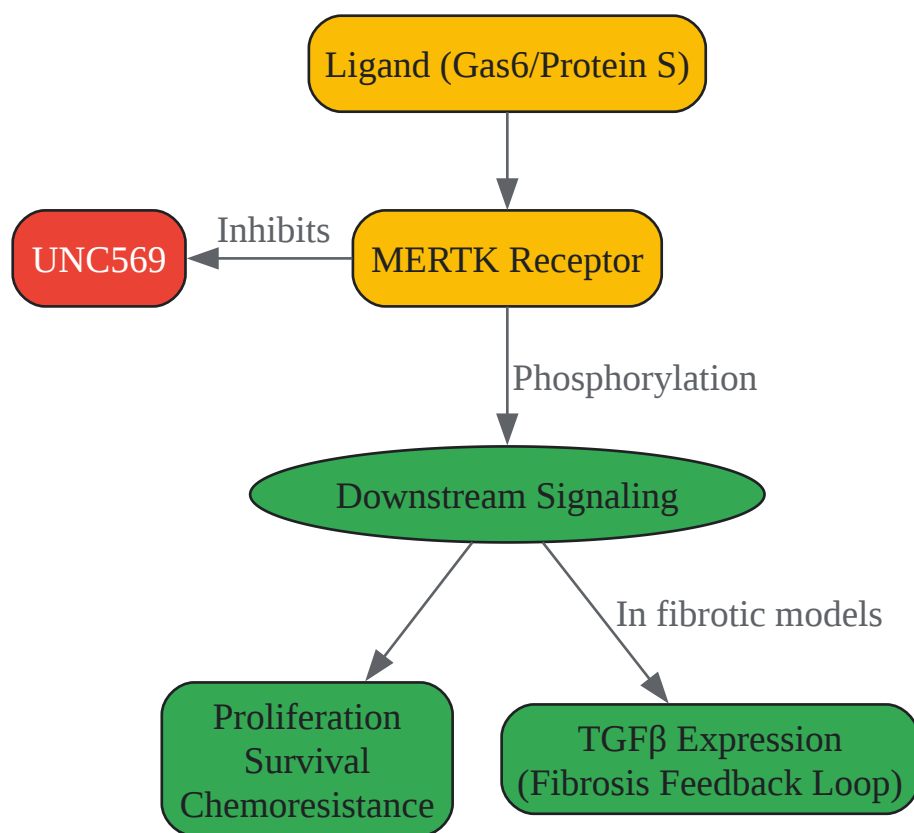 Ligand (Gas6/Protein S)
Inhibits
UNC569
MERTK Receptor
Phosphorylation
Downstream Signaling
In fibrotic models
Proliferation
Survival
Chemoresistance
TGFβ Expression
(Fibrosis Feedback Loop)